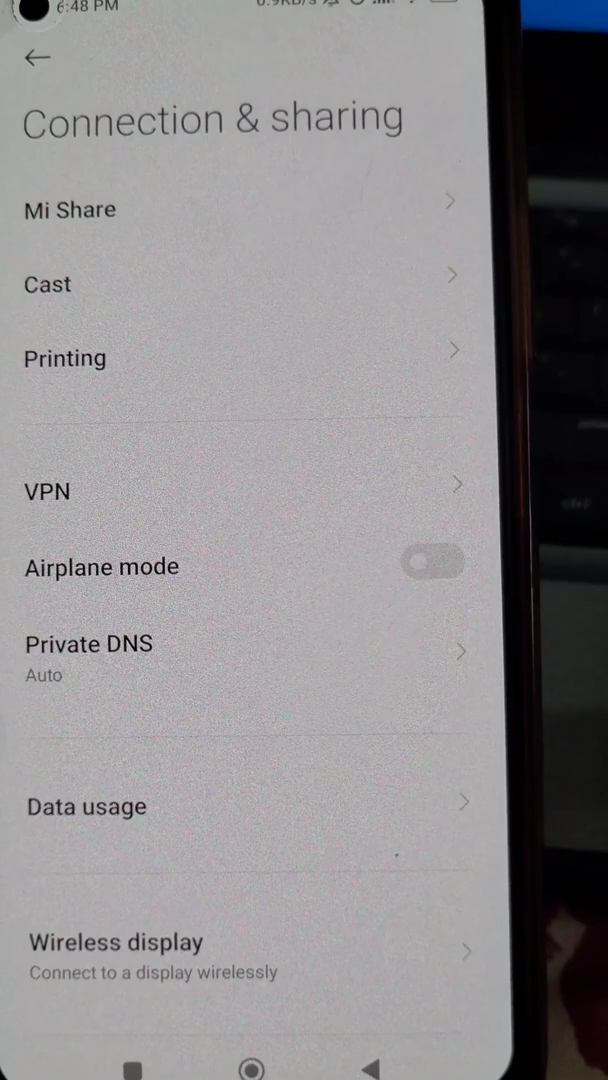 6:48 PM
Connection & sharing
Mi Share
Cast
Printing
VPN
Airplane mode
Private DNS
Auto
Data usage
Wireless display
Connect to a display wirelessly
ctrl